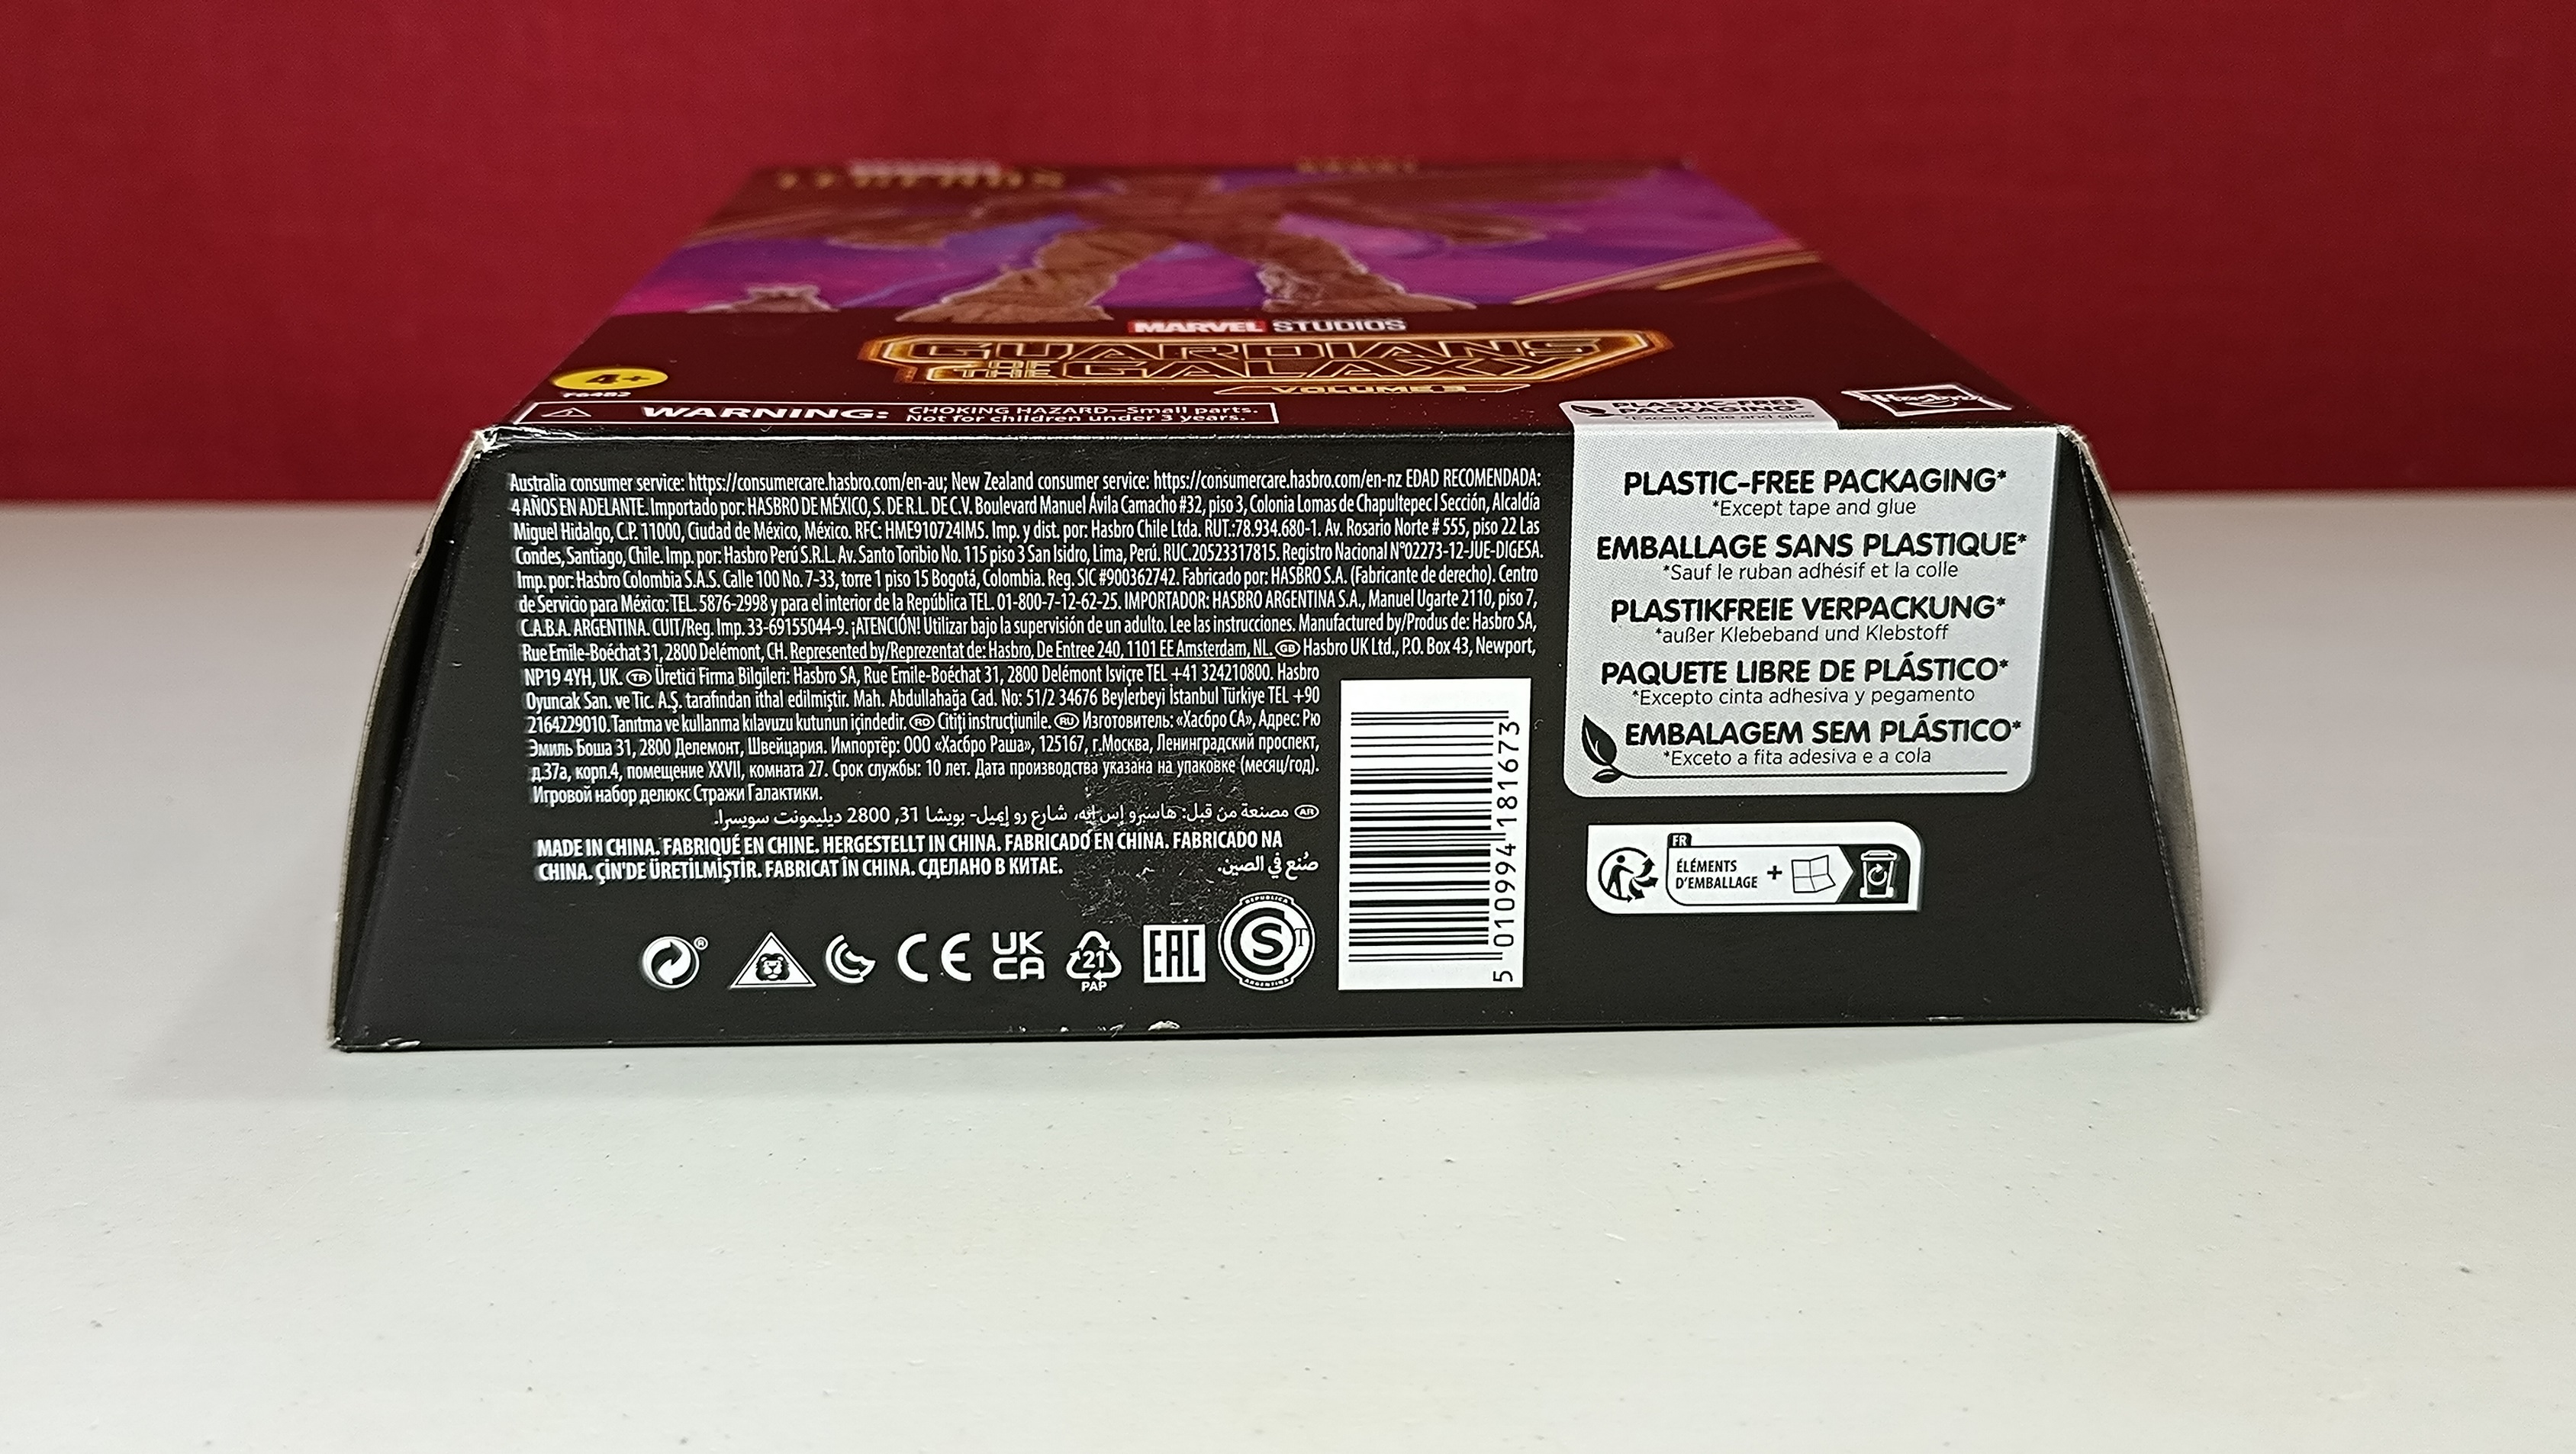 LEGENDS
MARVEL STUDIOS
GUARDIANS
OF THE GALAXY
VOLUME 3
4+
F6482
WARNING: CHOKING HAZARD—Small parts.
Not for children under 3 years.
PLASTIC-FREE
PACKAGING*
*Except tape and glue
Hasbro
Australia consumer service: https://consumercare.hasbro.com/en-au; New Zealand consumer service: https://consumercare.hasbro.com/en-nz EDAD RECOMENDADA:
4 AÑOS EN ADELANTE. Importado por: HASBRO DE MÉXICO, S. DE R.L. DE C.V. Boulevard Manuel Ávila Camacho #32, piso 3, Colonia Lomas de Chapultepec I Sección, Alcaldía
Miguel Hidalgo, C.P. 11000, Ciudad de México, México. RFC: HME910724IM5. Imp. y dist. por: Hasbro Chile Ltda. RUT.:78.934.680-1. Av. Rosario Norte # 555, piso 22 Las
Condes, Santiago, Chile. Imp. por: Hasbro Perú S.R.L. Av. Santo Toribio No. 115 piso 3 San Isidro, Lima, Perú. RUC.20523317815. Registro Nacional N°02273-12-JUE-DIGESA.
Imp. por: Hasbro Colombia S.A.S. Calle 100 No. 7-33, torre 1 piso 15 Bogotá, Colombia. Reg. SIC #900362742. Fabricado por: HASBRO S.A. (Fabricante de derecho). Centro
de Servicio para México: TEL. 5876-2998 y para el interior de la República TEL. 01-800-7-12-62-25. IMPORTADOR: HASBRO ARGENTINA S.A., Manuel Ugarte 2110, piso 7,
C.A.B.A. ARGENTINA. CUIT/Reg. Imp. 33-69155044-9. ¡ATENCIÓN! Utilizar bajo la supervisión de un adulto. Lee las instrucciones. Manufactured by/Produs de: Hasbro SA,
Rue Emile-Boéchat 31, 2800 Delémont, CH. Represented by/Reprezentat de: Hasbro, De Entree 240, 1101 EE Amsterdam, NL. GB Hasbro UK Ltd., P.O. Box 43, Newport,
NP19 4YH, UK. TR Üretici Firma Bilgileri: Hasbro SA, Rue Emile-Boéchat 31, 2800 Delémont İsviçre TEL +41 324210800. Hasbro
Oyuncak San. ve Tic. A.Ş. tarafından ithal edilmiştir. Mah. Abdullahağa Cad. No: 51/2 34676 Beylerbeyi İstanbul Türkiye TEL +90
2164229010. Tanıtma ve kullanma kılavuzu kutunun içindedir. RO Citiți instrucțiunile. RU Изготовитель: «Хасбро СА», Адрес: Рю
Эмиль Боша 31, 2800 Делемонт, Швейцария. Импортёр: ООО «Хасбро Раша», 125167, г.Москва, Ленинградский проспект,
д.37а, корп.4, помещение XXVII, комната 27. Срок службы: 10 лет. Дата производства указана на упаковке (месяц/год).
Игровой набор делюкс Стражи Галактики.
AR مصنعة من قبل: هاسبرو إس إيه، شارع رو إيميل- بويشا 31, 2800 ديليمونت سويسرا.
MADE IN CHINA. FABRIQUÉ EN CHINE. HERGESTELLT IN CHINA. FABRICADO EN CHINA. FABRICADO NA
CHINA. ÇİN'DE ÜRETİLMİŞTİR. FABRICAT ÎN CHINA. СДЕЛАНО В КИТАЕ. صُنع في الصين.
® CE UK CA 21 PAP EAC REPUBLICA S ARGENTINA
5 010994 181673
PLASTIC-FREE PACKAGING*
*Except tape and glue
EMBALLAGE SANS PLASTIQUE*
*Sauf le ruban adhésif et la colle
PLASTIKFREIE VERPACKUNG*
*außer Klebeband und Klebstoff
PAQUETE LIBRE DE PLÁSTICO*
*Excepto cinta adhesiva y pegamento
EMBALAGEM SEM PLÁSTICO*
*Exceto a fita adesiva e a cola
FR
ÉLÉMENTS
D'EMBALLAGE +